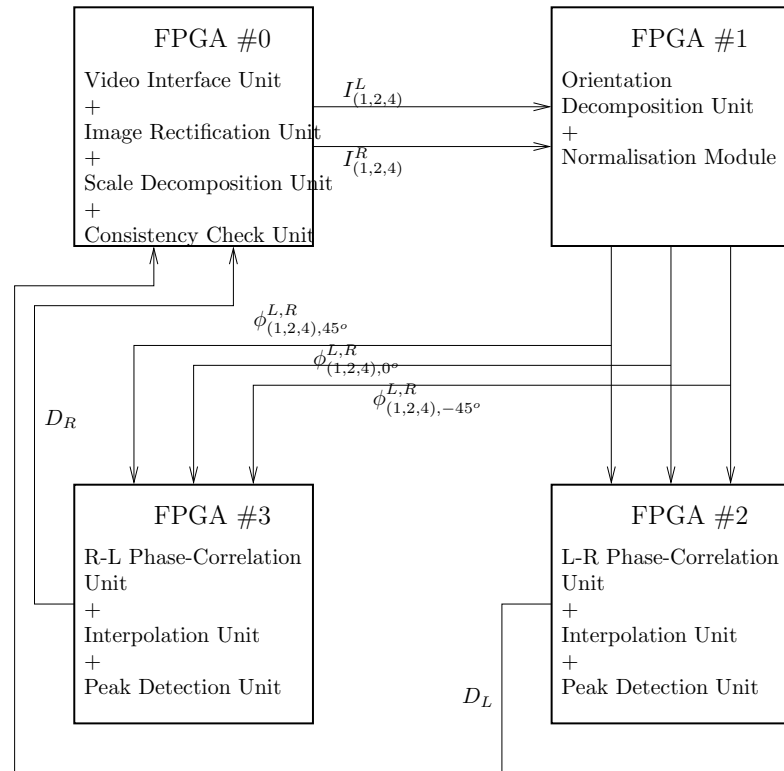 FPGA #0
Video Interface Unit
+
Image Rectification Unit
+
Scale Decomposition Unit
+
Consistency Check Unit
I^L_{(1,2,4)}
I^R_{(1,2,4)}
FPGA #1
Orientation
Decomposition Unit
+
Normalisation Module
ϕ^{L,R}_{(1,2,4),45°}
ϕ^{L,R}_{(1,2,4),0°}
ϕ^{L,R}_{(1,2,4),−45°}
D_R
FPGA #3
R-L Phase-Correlation
Unit
+
Interpolation Unit
+
Peak Detection Unit
D_L
FPGA #2
L-R Phase-Correlation
Unit
+
Interpolation Unit
+
Peak Detection Unit